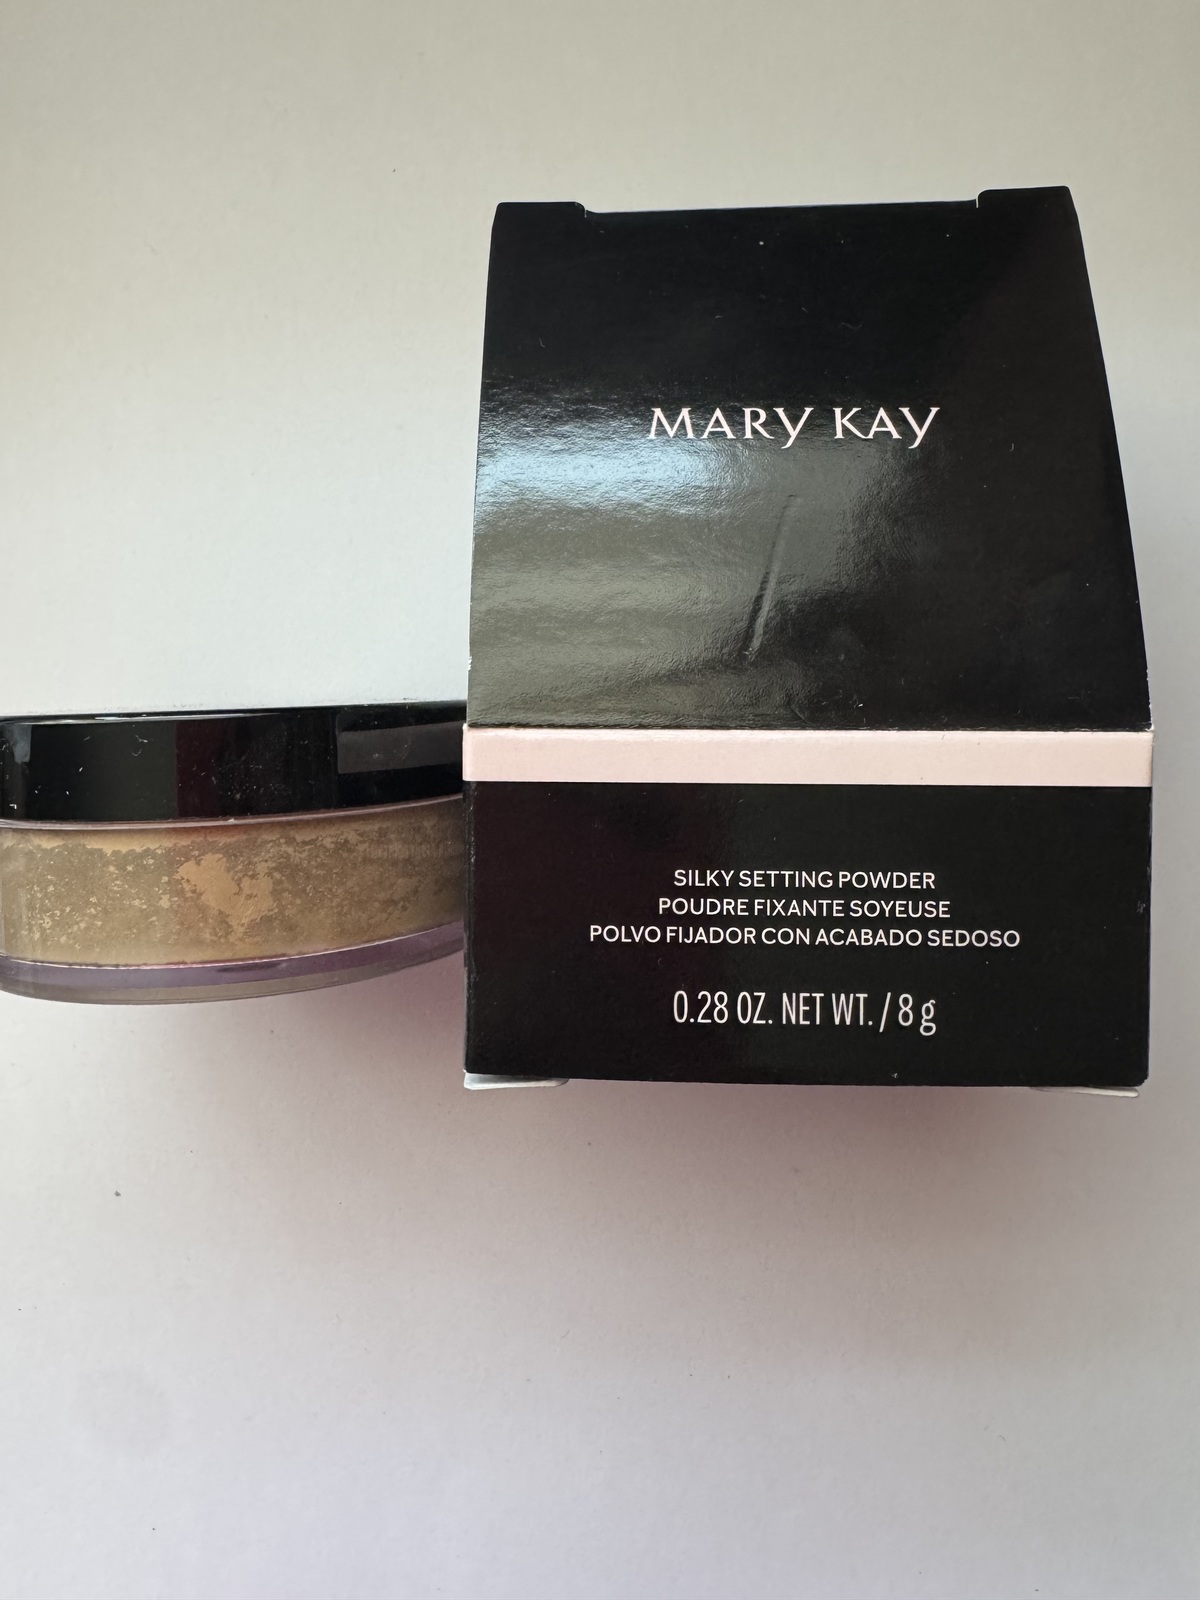 MARY KAY
SILKY SETTING POWDER
POUDRE FIXANTE SOYEUSE
POLVO FIJADOR CON ACABADO SEDOSO
0.28 OZ. NET WT. / 8 g